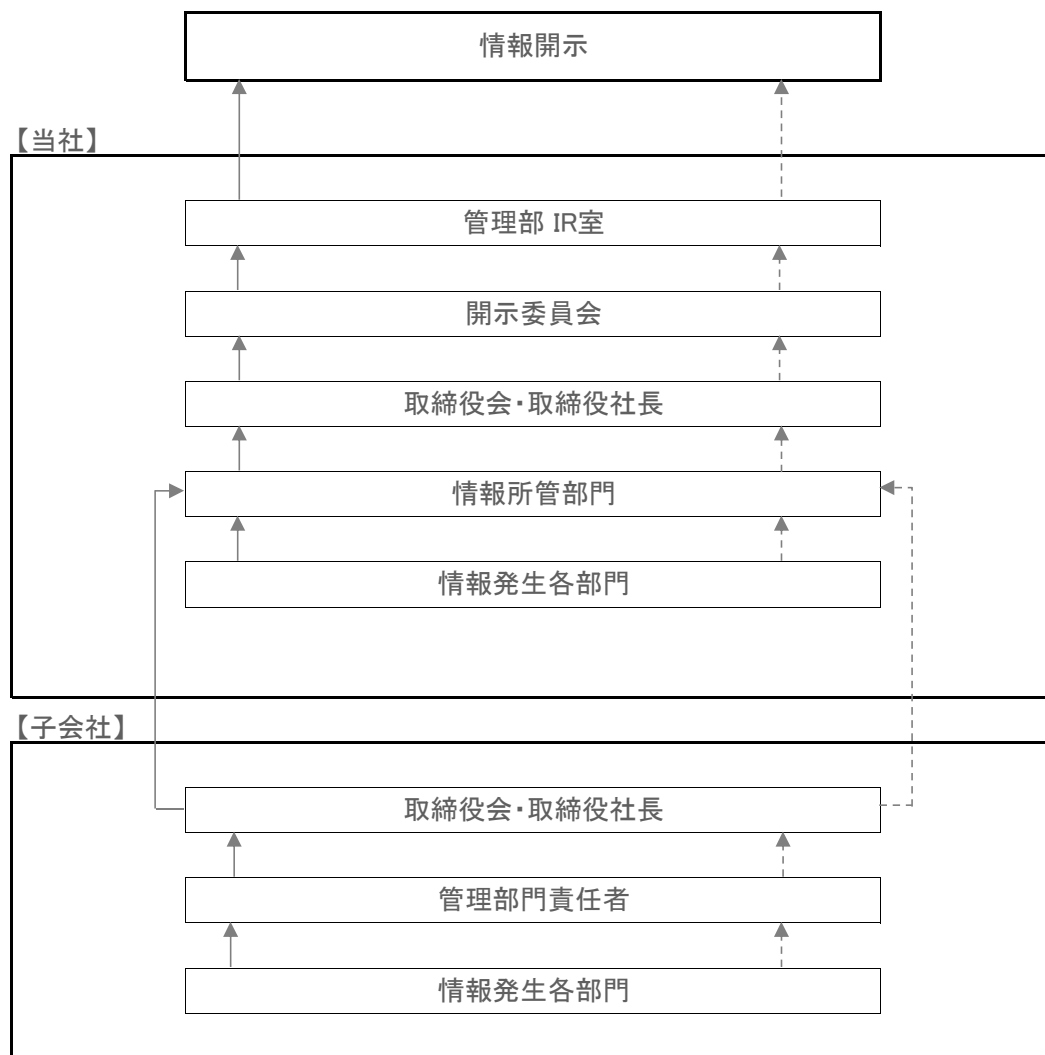 情報開示
【当社】
管理部 IR室
開示委員会
取締役会・取締役社長
情報所管部門
情報発生各部門
【子会社】
取締役会・取締役社長
管理部門責任者
情報発生各部門